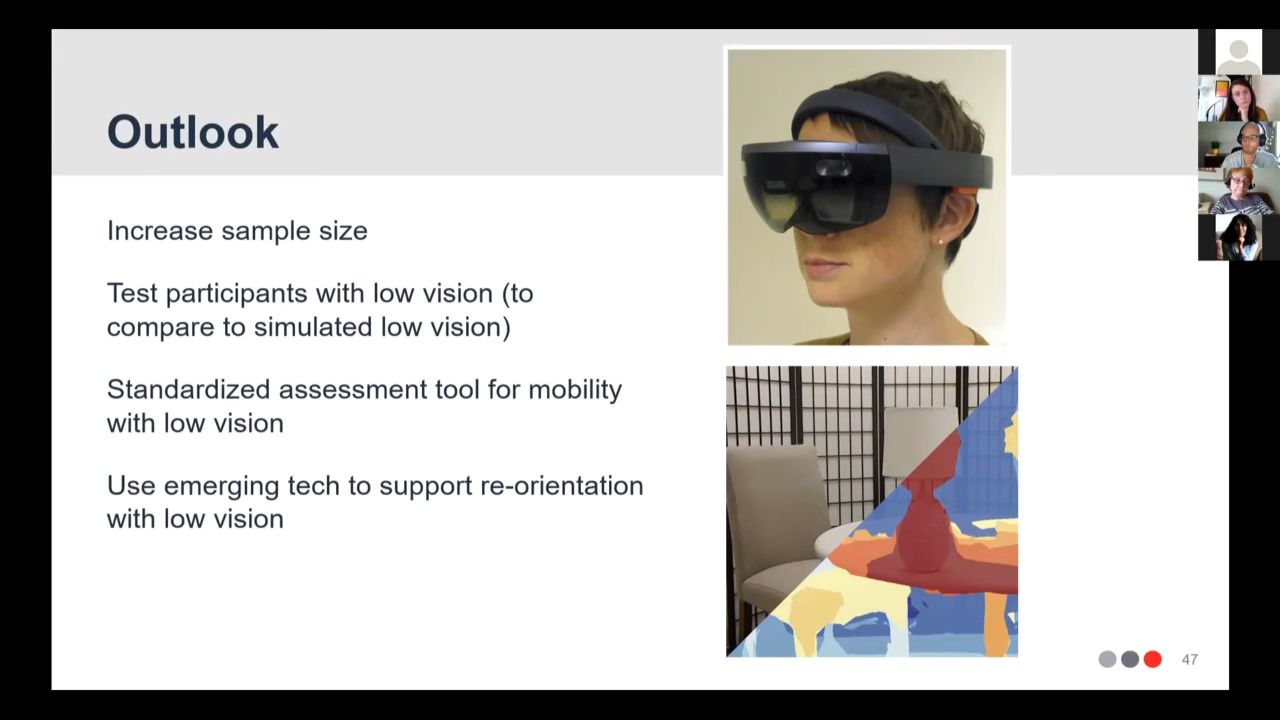 Outlook
Increase sample size
Test participants with low vision (to
compare to simulated low vision)
Standardized assessment tool for mobility
with low vision
Use emerging tech to support re-orientation
with low vision
47